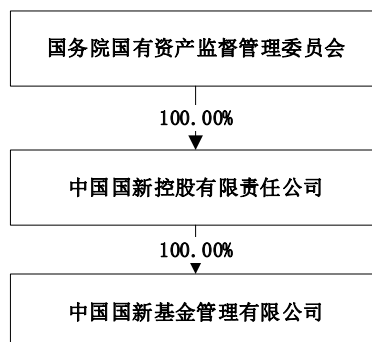 国务院国有资产监督管理委员会
100.00%
中国国新控股有限责任公司
100.00%
中国国新基金管理有限公司